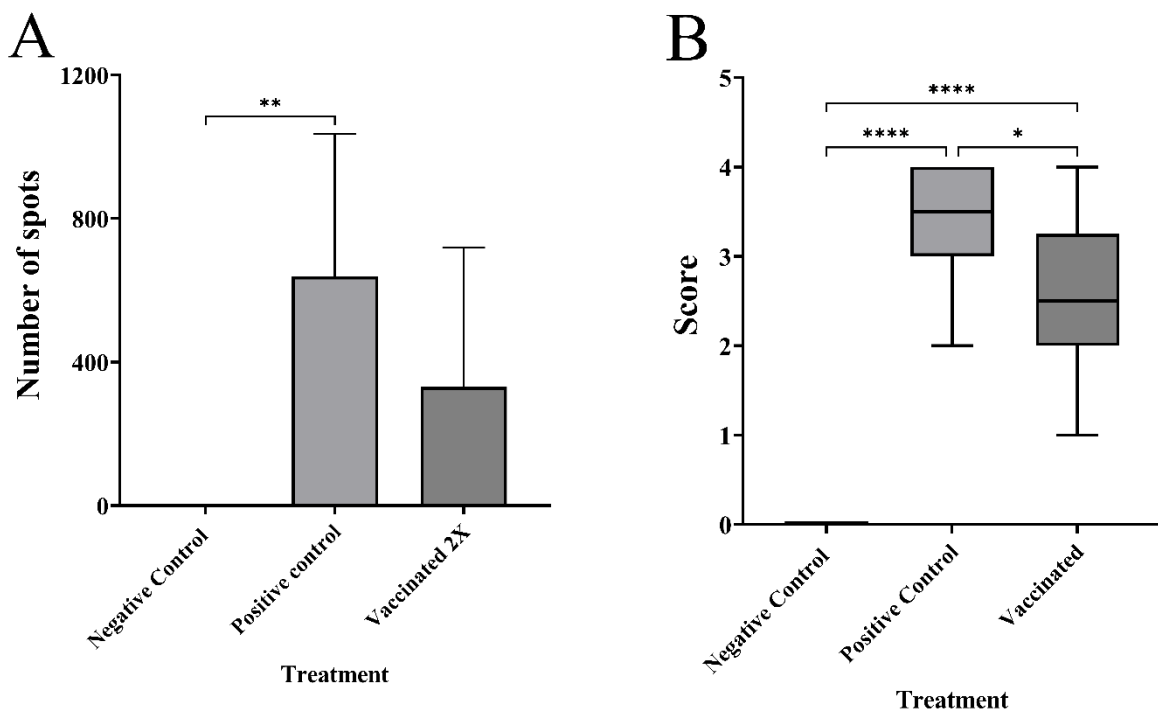 A
Number of spots
1200
800
400
0
**
Negative Control
Positive control
Vaccinated 2X
Treatment
B
Score
5
4
3
2
1
0
****
****
*
Negative Control
Positive Control
Vaccinated
Treatment